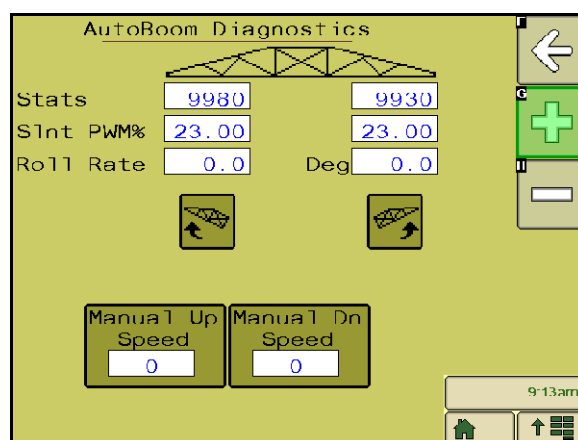 AutoBoom Diagnostics
Stats 9980 9930
Slnt PWM% 23.00 23.00
Roll Rate 0.0 Deg 0.0
G
Manual Up Speed 0
Manual Dn Speed 0
9:13am